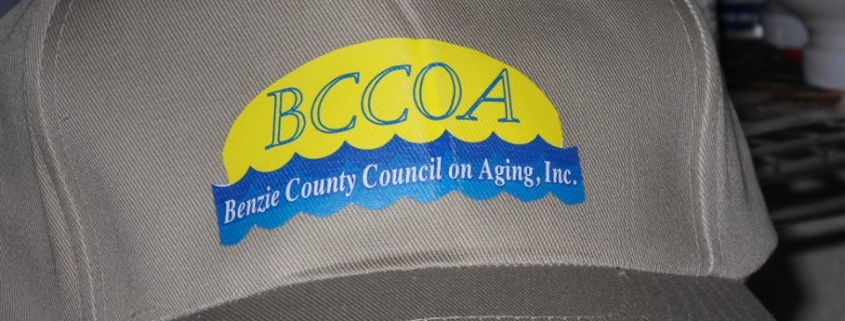 BCCOA
Benzie County Council on Aging, Inc.